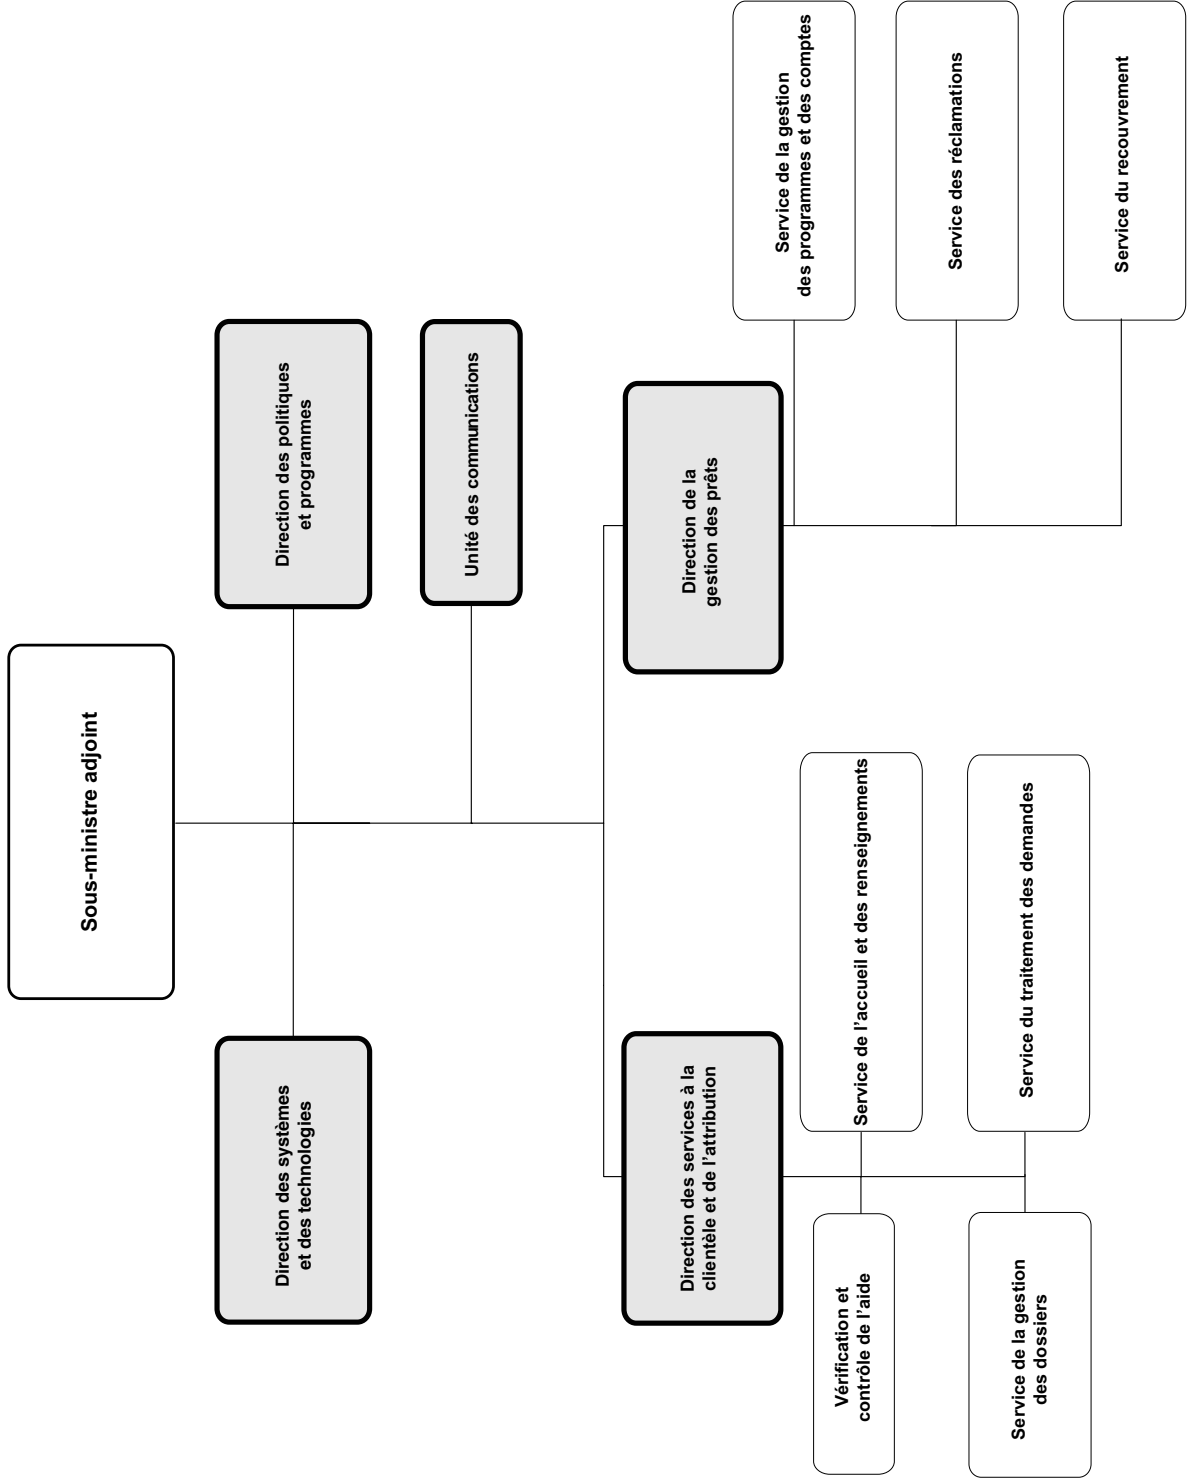 Sous-ministre adjoint
Direction des systèmes
et des technologies
Direction des politiques
et programmes
Unité des communications
Direction des services à la
clientèle et de l'attribution
Direction de la
gestion des prêts
Vérification et
contrôle de l'aide
Service de l'accueil et des renseignements
Service de la gestion
des dossiers
Service du traitement des demandes
Service de la gestion
des programmes et des comptes
Service des réclamations
Service du recouvrement